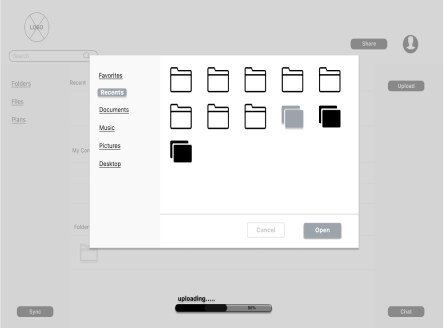 LOGO
Share
Search
Folders
Files
Plans
Recent
Upload
Favorites
Recents
Documents
Music
Pictures
Desktop
My Con
Folder
Cancel
Open
uploading.....
50%
Sync
Chat